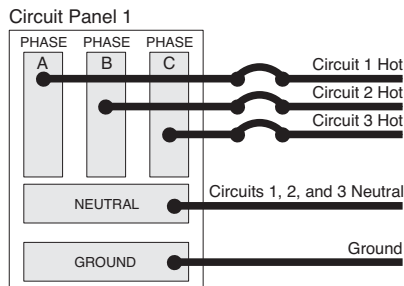 Circuit Panel 1
PHASE PHASE PHASE
A B C
Circuit 1 Hot
Circuit 2 Hot
Circuit 3 Hot
NEUTRAL
Circuits 1, 2, and 3 Neutral
GROUND
Ground